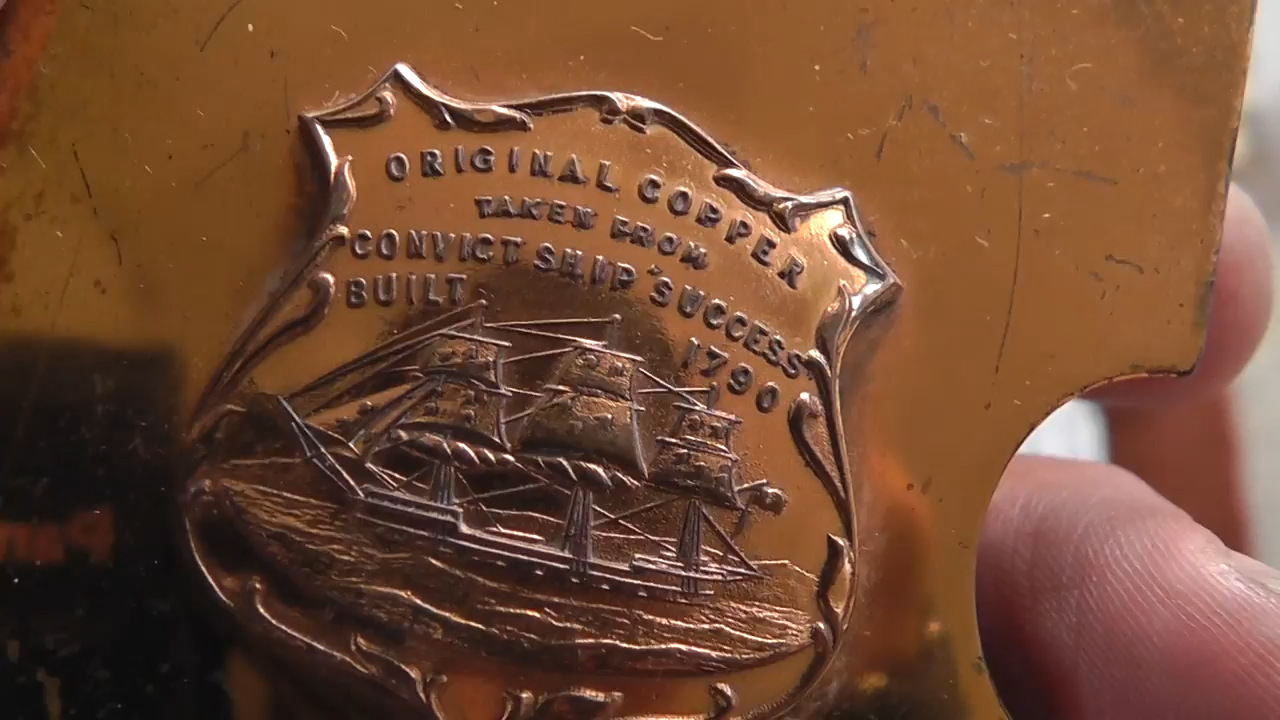 ORIGINAL COPPER
TAKEN FROM
CONVICT SHIP "SUCCESS
BUILT 1790